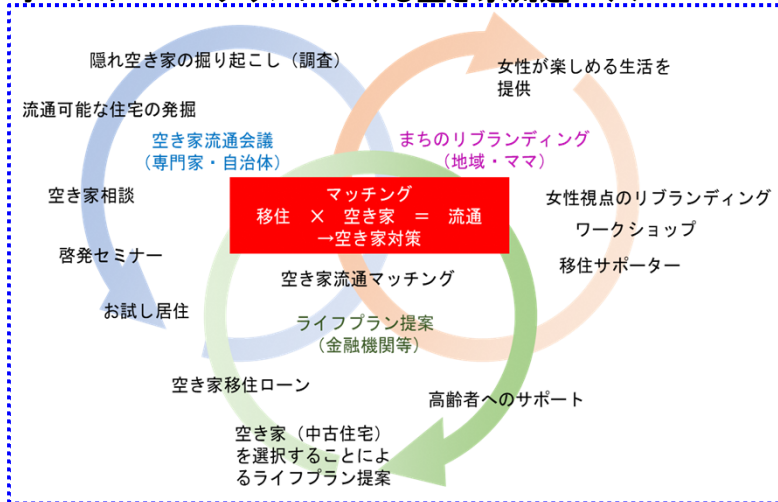 隠れ空き家の掘り起こし（調査）
流通可能な住宅の発掘
空き家流通会議
（専門家・自治体）
空き家相談
啓発セミナー
お試し居住
女性が楽しめる生活を
提供
まちのリブランディング
（地域・ママ）
女性視点のリブランディング
ワークショップ
移住サポーター
マッチング
移住　×　空き家　＝　流通
→空き家対策
空き家流通マッチング
ライフプラン提案
（金融機関等）
空き家移住ローン
高齢者へのサポート
空き家（中古住宅）
を選択することによ
るライフプラン提案